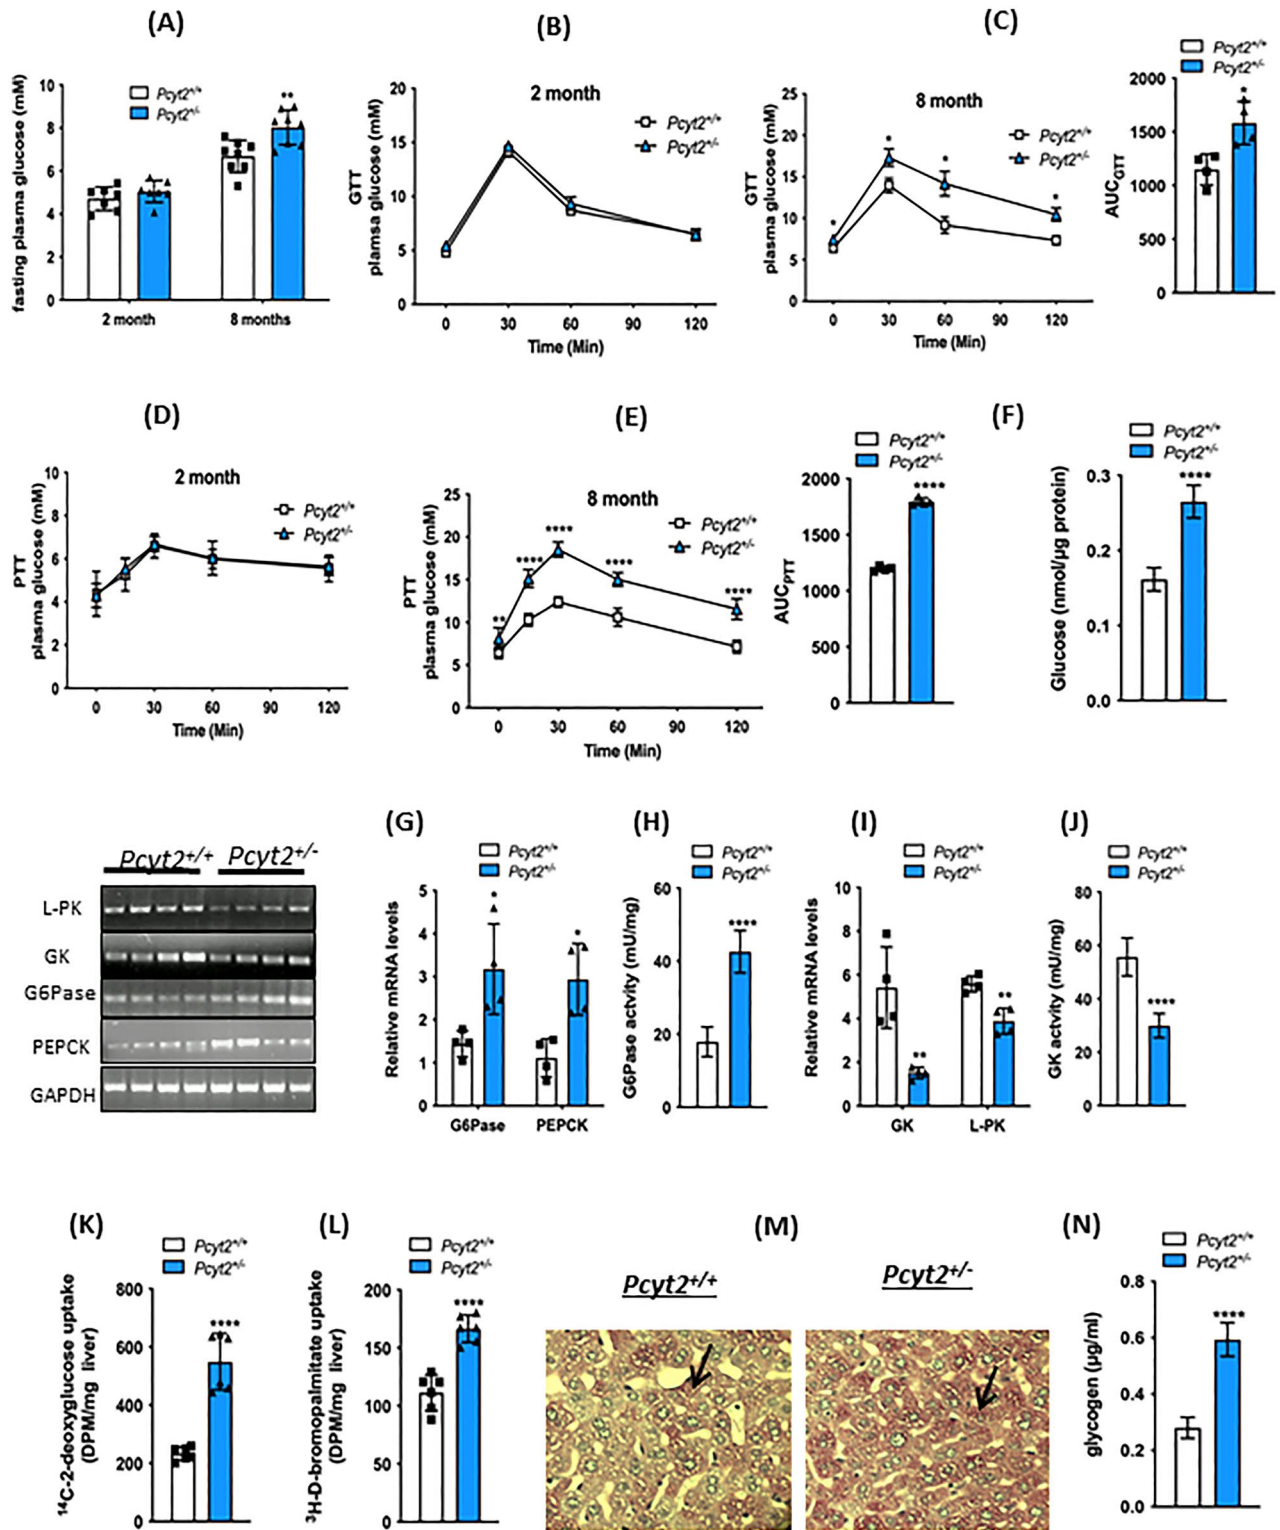 (A)
Pcyt2+/+
Pcyt2+/-
**
fasting plasma glucose (mM)
10
8
6
4
2
0
2 month
8 months
(B)
2 month
Pcyt2+/+
Pcyt2+/-
GTT
plamsa glucose (mM)
20
15
10
5
0
0 30 60 90 120
Time (Min)
(C)
8 month
Pcyt2+/+
Pcyt2+/-
GTT
plasma glucose (mM)
25
20
15
10
5
0
* * * *
0 30 60 90 120
Time (Min)
Pcyt2+/+
Pcyt2+/-
*
AUCGTT
2000
1500
1000
500
0
(D)
2 month
Pcyt2+/+
Pcyt2+/-
PTT
plasma glucose (mM)
10
8
6
4
2
0
0 30 60 90 120
Time (Min)
(E)
8 month
Pcyt2+/+
Pcyt2+/-
PTT
plasma glucose (mM)
25
20
15
10
5
0
** **** **** **** ****
0 30 60 90 120
Time (Min)
Pcyt2+/+
Pcyt2+/-
****
AUCPTT
2000
1500
1000
500
0
(F)
Pcyt2+/+
Pcyt2+/-
****
Glucose (nmol/µg protein)
0.3
0.2
0.1
0.0
Pcyt2+/+ Pcyt2+/-
L-PK
GK
G6Pase
PEPCK
GAPDH
(G)
Pcyt2+/+
Pcyt2+/-
* *
Relative mRNA levels
5
4
3
2
1
0
G6Pase PEPCK
(H)
Pcyt2+/+
Pcyt2+/-
****
G6Pase actvity (mU/mg)
60
40
20
0
(I)
Pcyt2+/+
Pcyt2+/-
** **
Relative mRNA levels
10
8
6
4
2
0
GK L-PK
(J)
Pcyt2+/+
Pcyt2+/-
****
GK actvity (mU/mg)
80
60
40
20
0
(K)
Pcyt2+/+
Pcyt2+/-
****
14C-2-deoxyglucose uptake
(DPM/mg liver)
800
600
400
200
0
(L)
Pcyt2+/+
Pcyt2+/-
****
3H-D-bromopalmitate uptake
(DPM/mg liver)
200
150
100
50
0
(M)
Pcyt2+/+
Pcyt2+/-
(N)
Pcyt2+/+
Pcyt2+/-
****
glycogen (µg/ml)
0.8
0.6
0.4
0.2
0.0